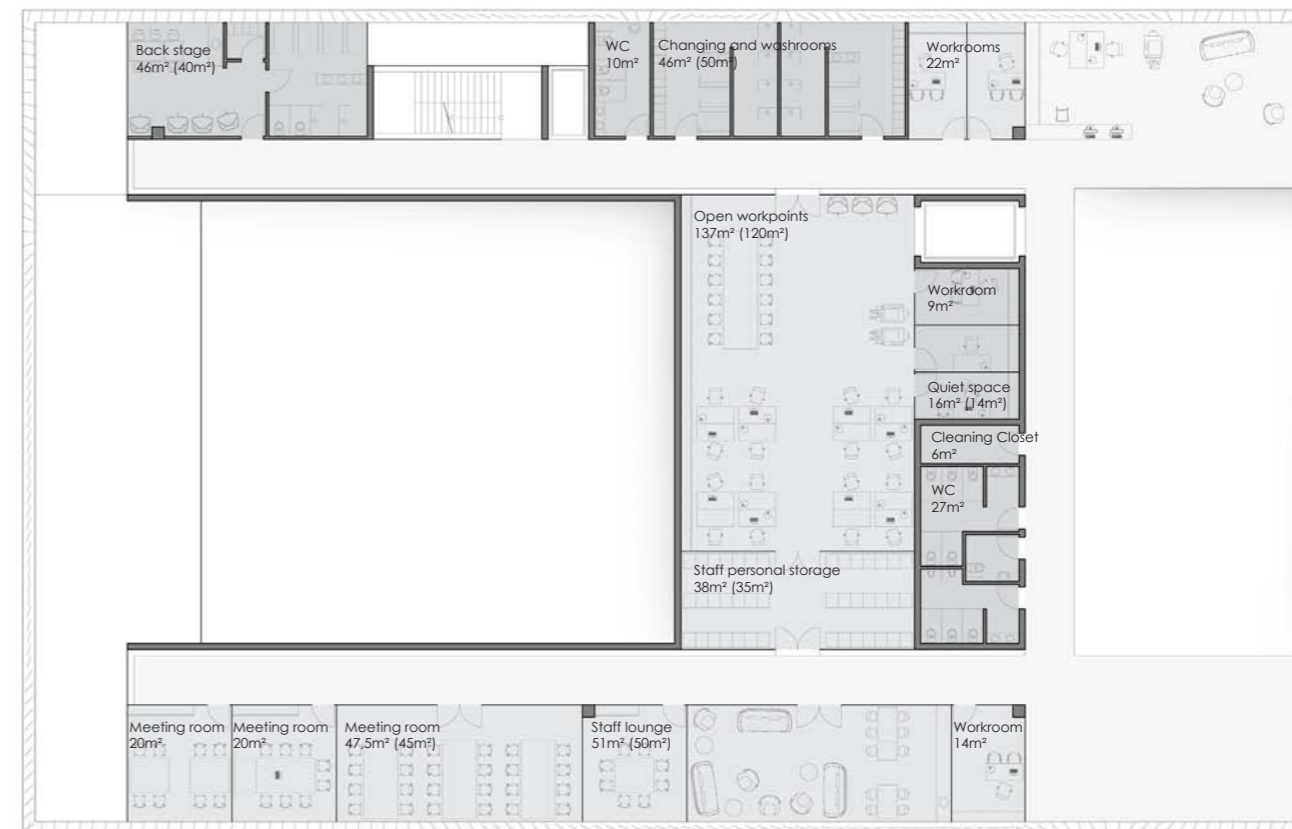 Back stage
46m² (40m²)
WC
10m²
Changing and washrooms
46m² (50m²)
Workrooms
22m²
Open workpoints
137m² (120m²)
Workroom
9m²
Quiet space
16m² (14m²)
Cleaning Closet
6m²
WC
27m²
Staff personal storage
38m² (35m²)
Meeting room
20m²
Meeting room
20m²
Meeting room
47,5m² (45m²)
Staff lounge
51m² (50m²)
Workroom
14m²